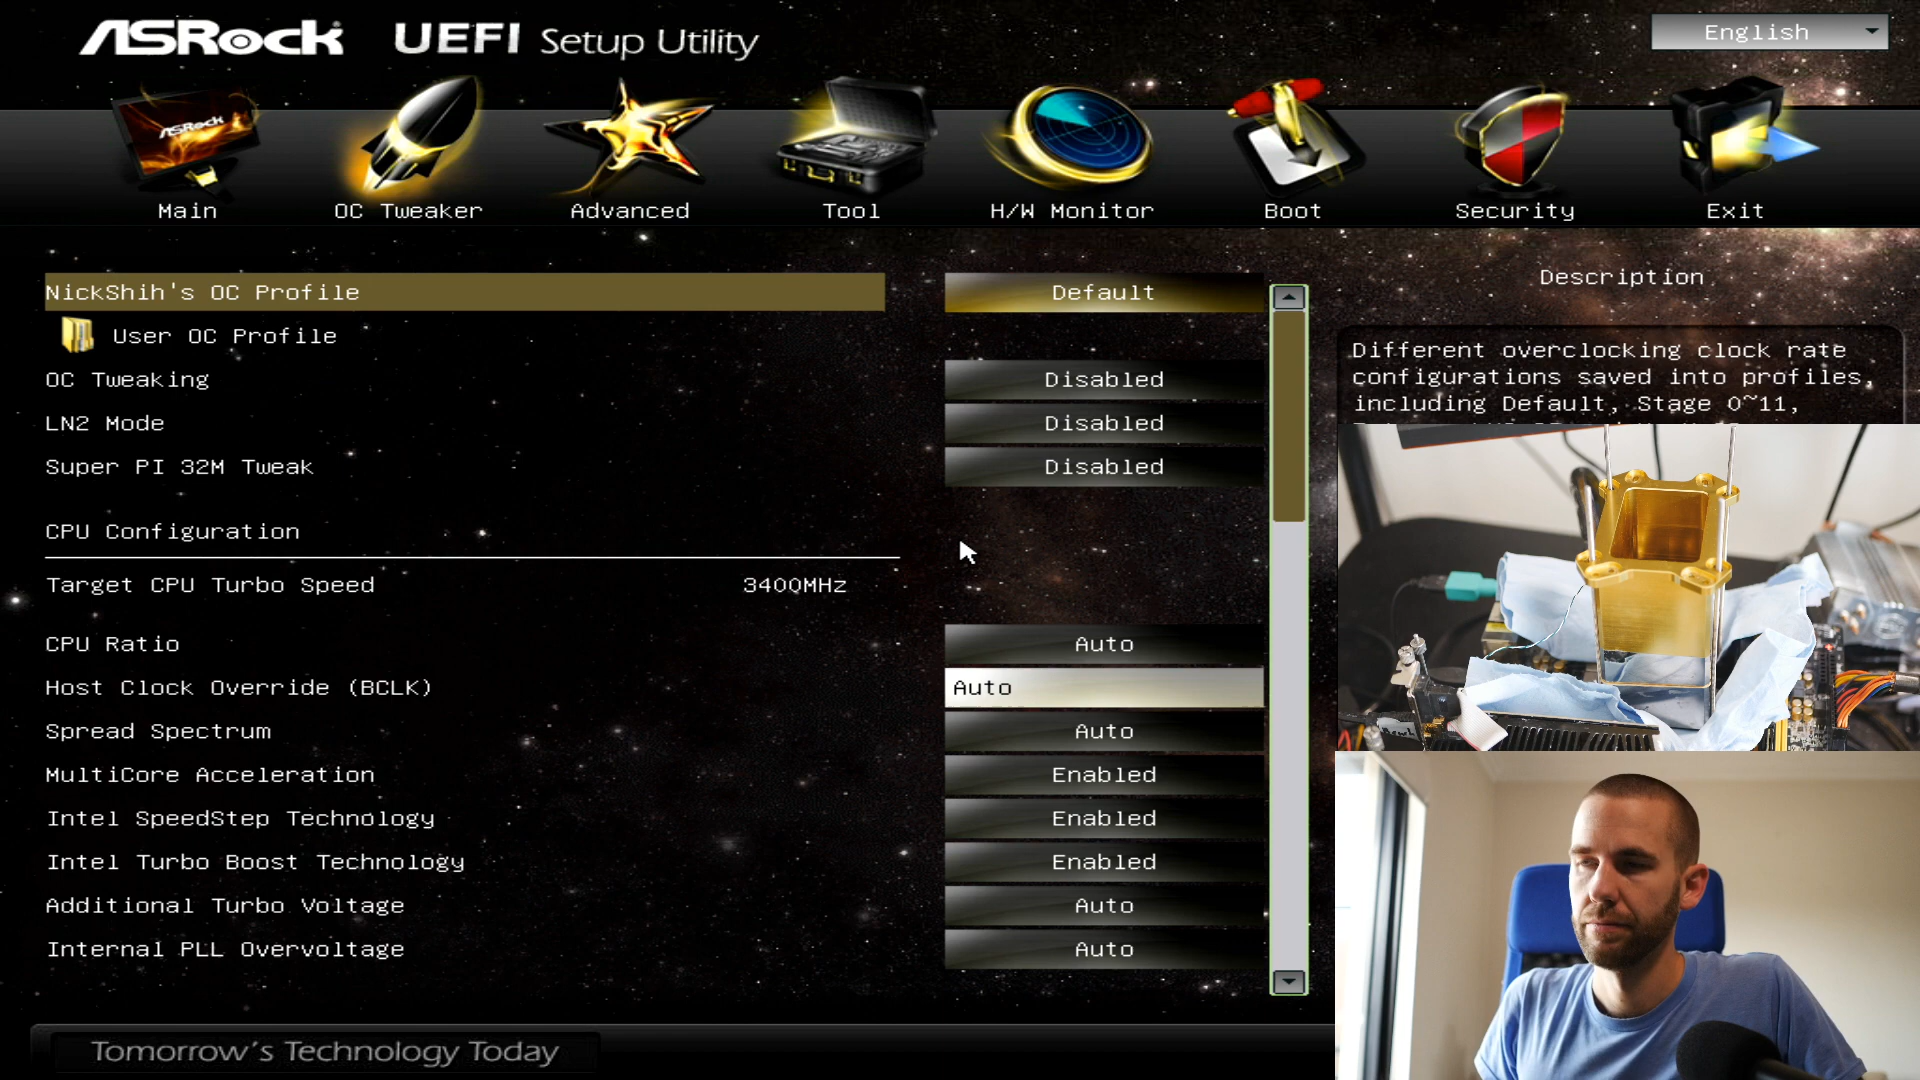 ASRock UEFI Setup Utility
English
ASRock
Main OC Tweaker Advanced Tool H/W Monitor Boot Security Exit
NickShih's OC Profile Default
User OC Profile
OC Tweaking Disabled
LN2 Mode Disabled
Super PI 32M Tweak Disabled
CPU Configuration
Target CPU Turbo Speed 3400MHz
CPU Ratio Auto
Host Clock Override (BCLK) Auto
Spread Spectrum Auto
MultiCore Acceleration Enabled
Intel SpeedStep Technology Enabled
Intel Turbo Boost Technology Enabled
Additional Turbo Voltage Auto
Internal PLL Overvoltage Auto
Description
Different overclocking clock rate
configurations saved into profiles,
including Default, Stage 0~11,
Tomorrow's Technology Today